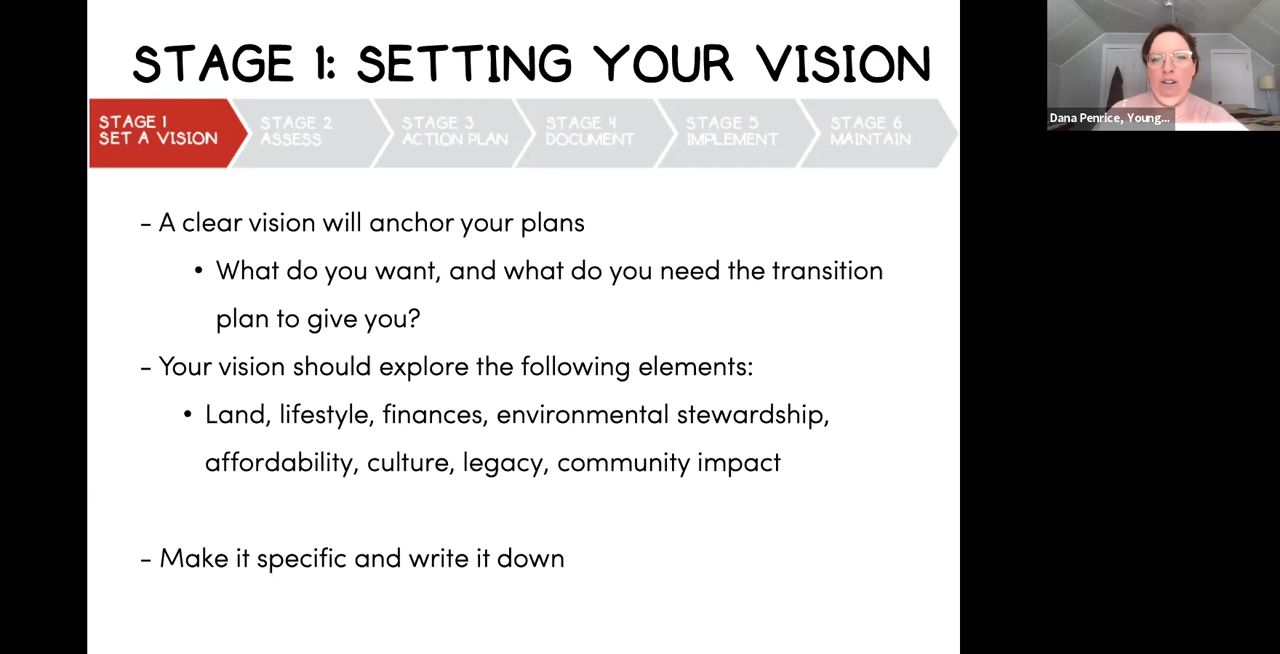 STAGE 1: SETTING YOUR VISION
STAGE 1
SET A VISION
STAGE 2
ASSESS
STAGE 3
ACTION PLAN
STAGE 4
DOCUMENT
STAGE 5
IMPLEMENT
STAGE 6
MAINTAIN
- A clear vision will anchor your plans
• What do you want, and what do you need the transition
plan to give you?
- Your vision should explore the following elements:
• Land, lifestyle, finances, environmental stewardship,
affordability, culture, legacy, community impact
- Make it specific and write it down
Dana Penrice, Young...